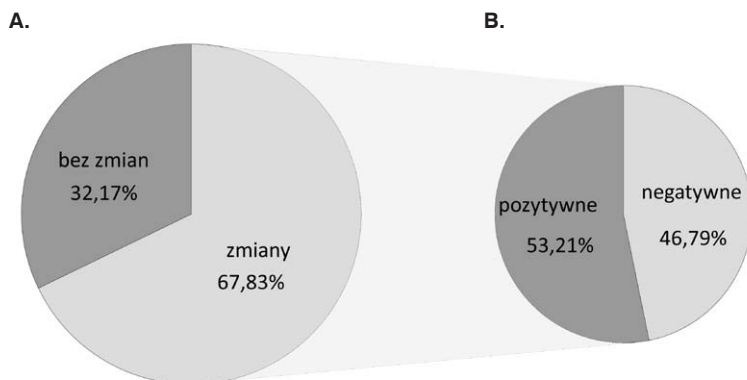 A.
B.
bez zmian
32,17%
zmiany
67,83%
pozytywne
53,21%
negatywne
46,79%